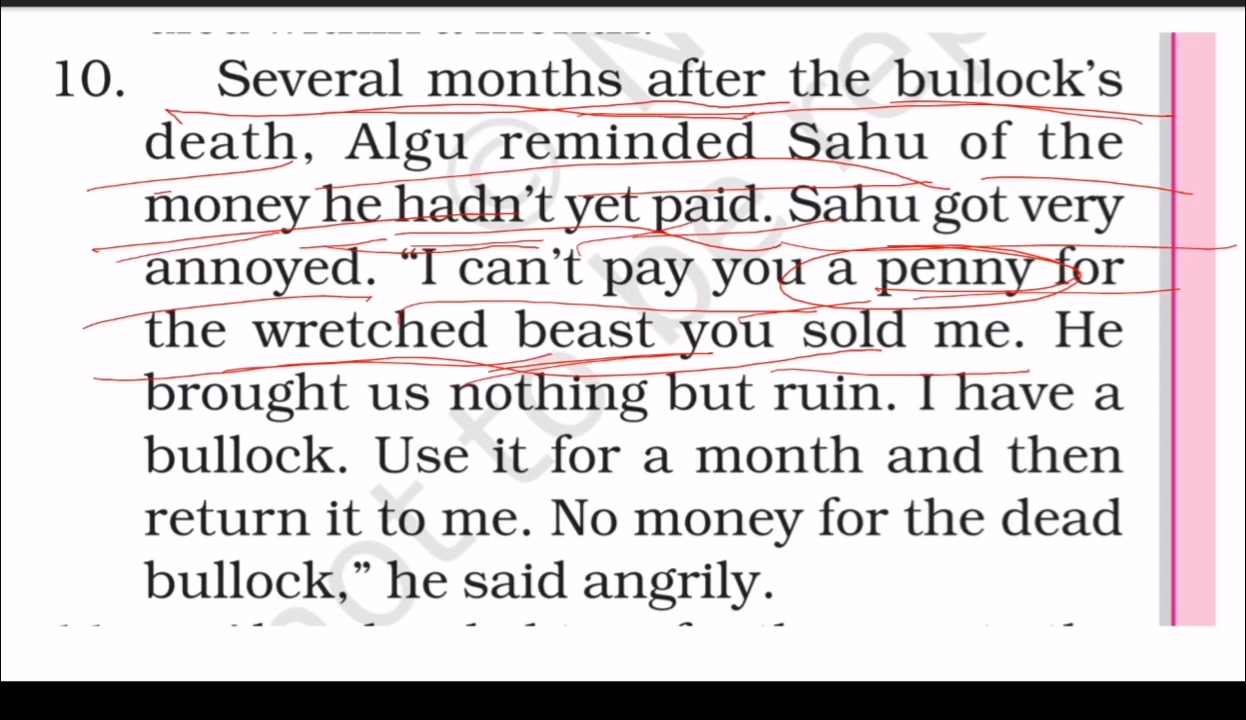 10. Several months after the bullock's
death, Algu reminded Sahu of the
money he hadn't yet paid. Sahu got very
annoyed. “I can't pay you a penny for
the wretched beast you sold me. He
brought us nothing but ruin. I have a
bullock. Use it for a month and then
return it to me. No money for the dead
bullock,” he said angrily.